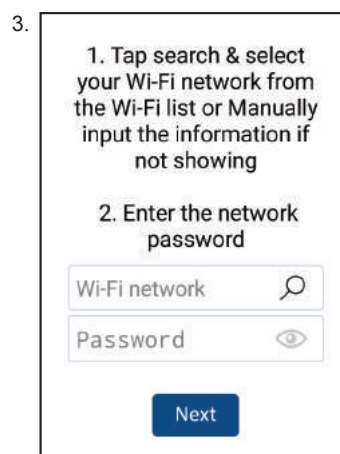 3.
1. Tap search & select
your Wi-Fi network from
the Wi-Fi list or Manually
input the information if
not showing
2. Enter the network
password
Wi-Fi network
Password
Next